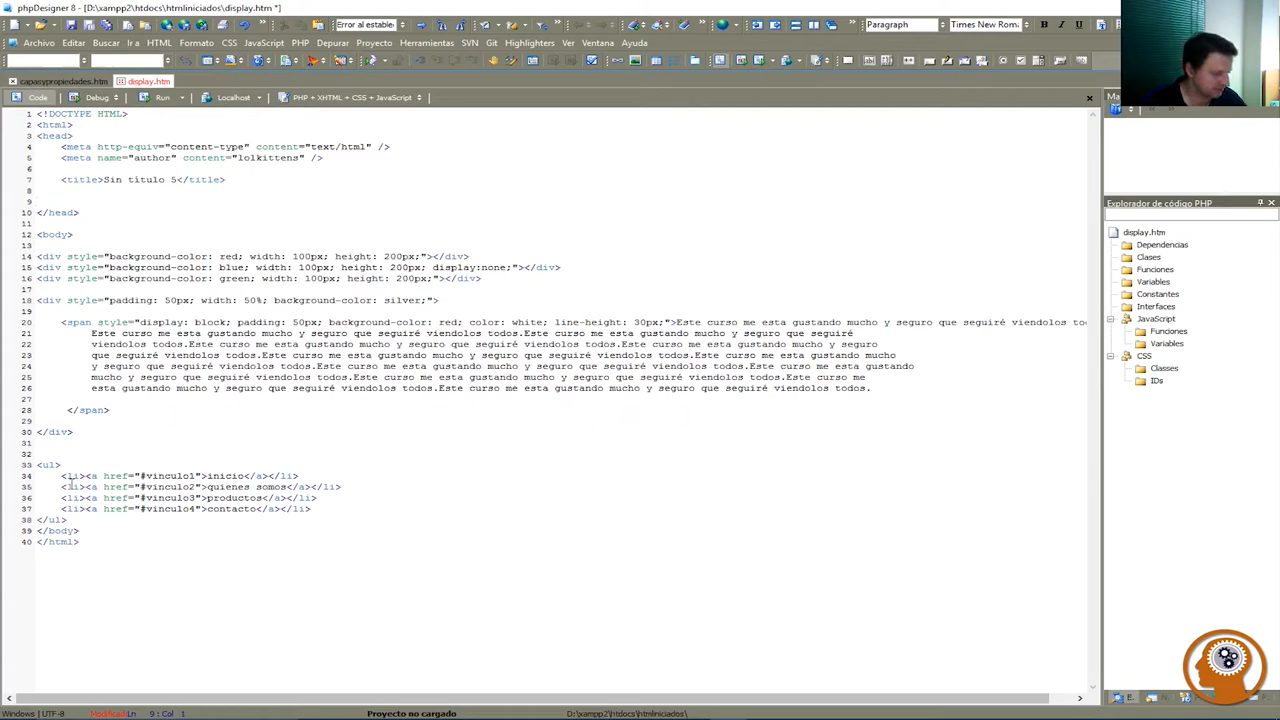 phpDesigner 8 - [D:\xampp2\htdocs\htmliniciados\display.htm *]
Error al estable
Paragraph
Times New Roma
Archivo Editar Buscar Ir a HTML Formato CSS JavaScript PHP Depurar Proyecto Herramientas SVN Git Highlighters Ver Ventana Ayuda
capasypropiedades.htm display.htm
Code Debug Run Localhost PHP + XHTML + CSS + JavaScript
1 <!DOCTYPE HTML>
2 <html>
3 <head>
4 <meta http-equiv="content-type" content="text/html" />
5 <meta name="author" content="lolkittens" />
6
7 <title>Sin título 5</title>
8
9
10 </head>
11
12 <body>
13
14 <div style="background-color: red; width: 100px; height: 200px;"></div>
15 <div style="background-color: blue; width: 100px; height: 200px; display:none;"></div>
16 <div style="background-color: green; width: 100px; height: 200px;"></div>
17
18 <div style="padding: 50px; width: 50%; background-color: silver;">
19
20 <span style="display: block; padding: 50px; background-color: red; color: white; line-height: 30px;">Este curso me esta gustando mucho y seguro que seguiré viendolos to
21 Este curso me esta gustando mucho y seguro que seguiré viendolos todos.Este curso me esta gustando mucho y seguro que seguiré
22 viendolos todos.Este curso me esta gustando mucho y seguro que seguiré viendolos todos.Este curso me esta gustando mucho y seguro
23 que seguiré viendolos todos.Este curso me esta gustando mucho y seguro que seguiré viendolos todos.Este curso me esta gustando mucho
24 y seguro que seguiré viendolos todos.Este curso me esta gustando mucho y seguro que seguiré viendolos todos.Este curso me esta gustando
25 mucho y seguro que seguiré viendolos todos.Este curso me esta gustando mucho y seguro que seguiré viendolos todos.Este curso me
26 esta gustando mucho y seguro que seguiré viendolos todos.Este curso me esta gustando mucho y seguro que seguiré viendolos todos.
27
28 </span>
29
30 </div>
31
32
33 <ul>
34 <li><a href="#vinculo1">inicio</a></li>
35 <li><a href="#vinculo2">quienes somos</a></li>
36 <li><a href="#vinculo3">productos</a></li>
37 <li><a href="#vinculo4">contacto</a></li>
38 </ul>
39 </body>
40 </html>
Explorador de código PHP
display.htm
Dependencias
Clases
Funciones
Variables
Constantes
Interfaces
JavaScript
Funciones
Variables
CSS
Classes
IDs
Windows | UTF-8 Modificado Ln 9 : Col 1 Proyecto no cargado D:\xampp2\htdocs\htmliniciados\